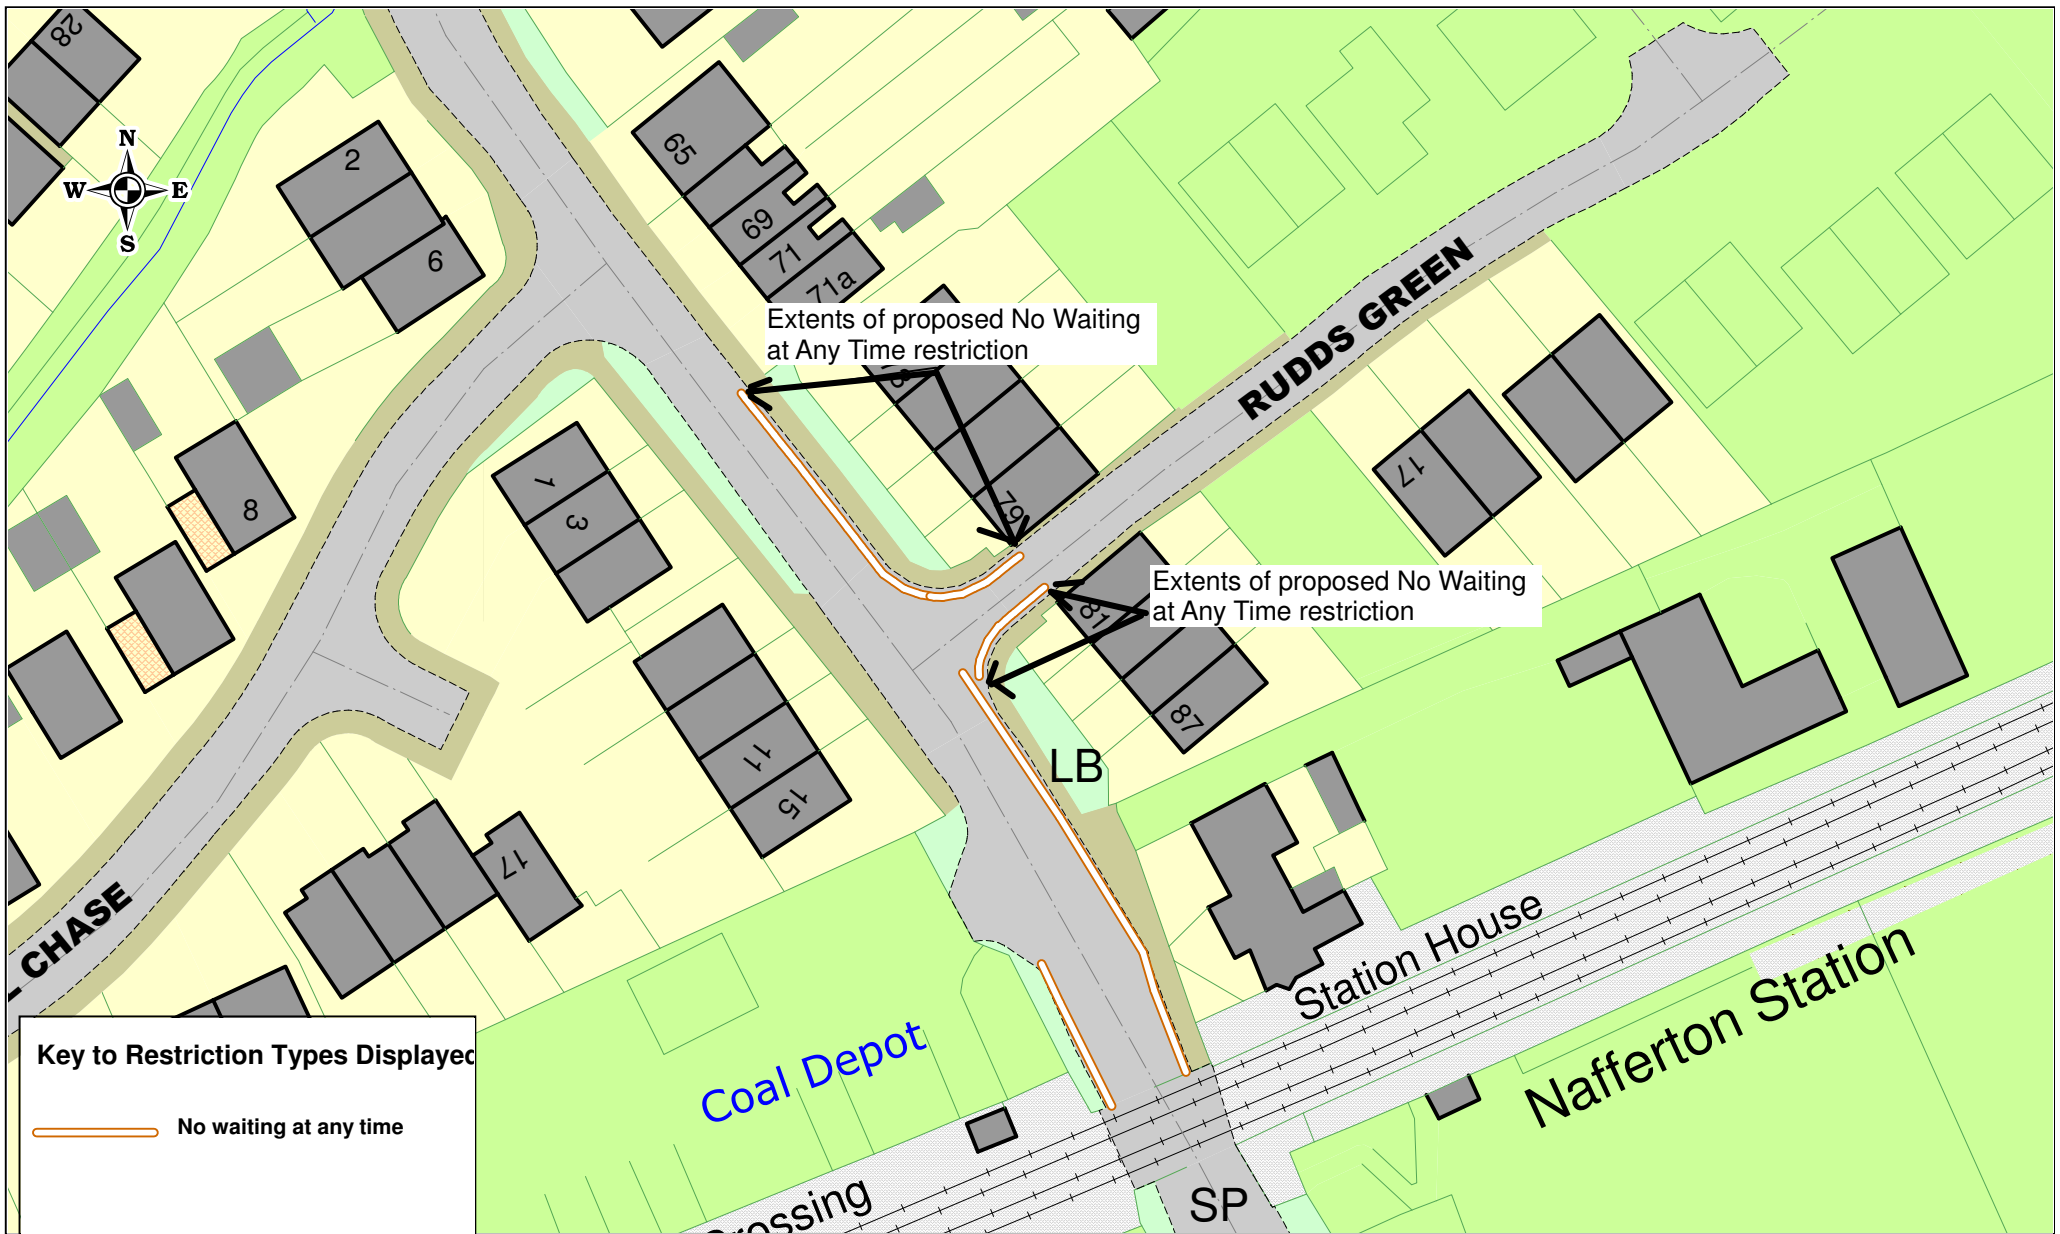 28
N
W E
S
2
6
65
69
71
71a
Extents of proposed No Waiting
at Any Time restriction
RUDDS GREEN
17
79
8
1
3
Extents of proposed No Waiting
at Any Time restriction
81
87
LB
11
15
17
CHASE
Station House
Nafferton Station
Coal Depot
Crossing
SP
Key to Restriction Types Displayed
No waiting at any time